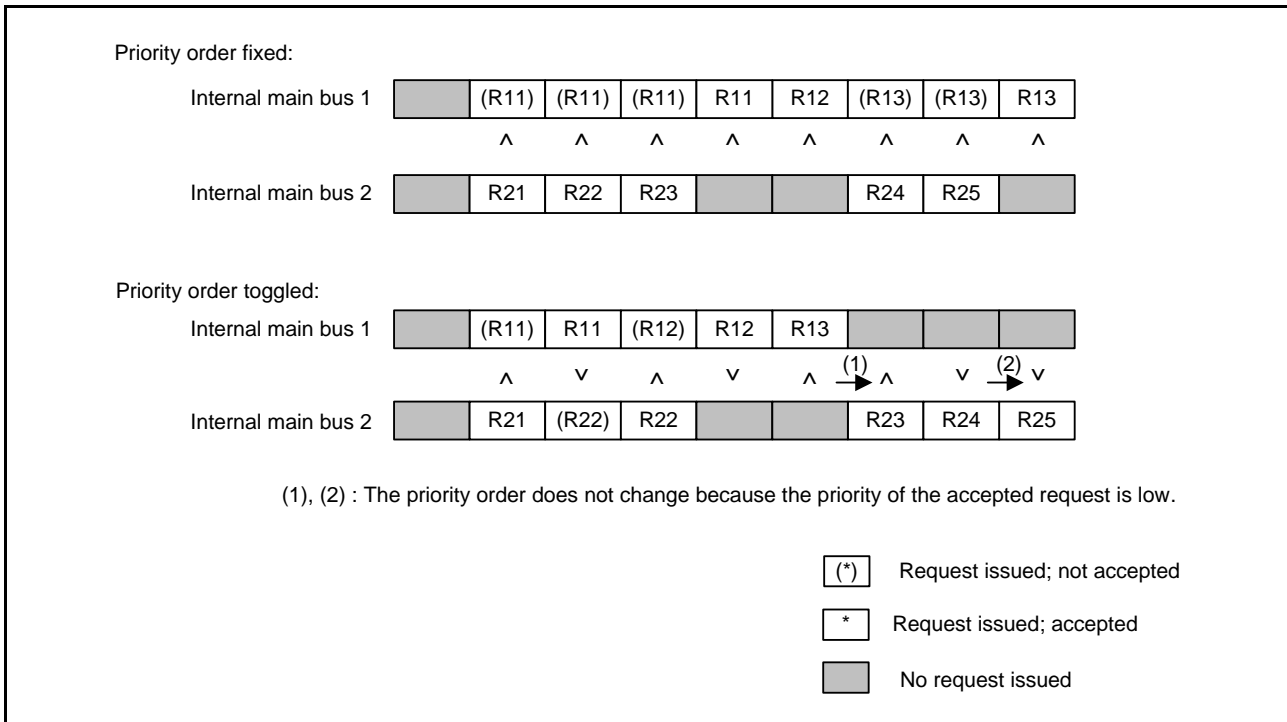 Priority order fixed:
Internal main bus 1 (R11) (R11) (R11) R11 R12 (R13) (R13) R13
^ ^ ^ ^ ^ ^ ^ ^
Internal main bus 2 R21 R22 R23 R24 R25
Priority order toggled:
Internal main bus 1 (R11) R11 (R12) R12 R13
^ v ^ v ^ (1) ^ v (2) v
Internal main bus 2 R21 (R22) R22 R23 R24 R25
(1), (2) : The priority order does not change because the priority of the accepted request is low.
(*) Request issued; not accepted
* Request issued; accepted
No request issued